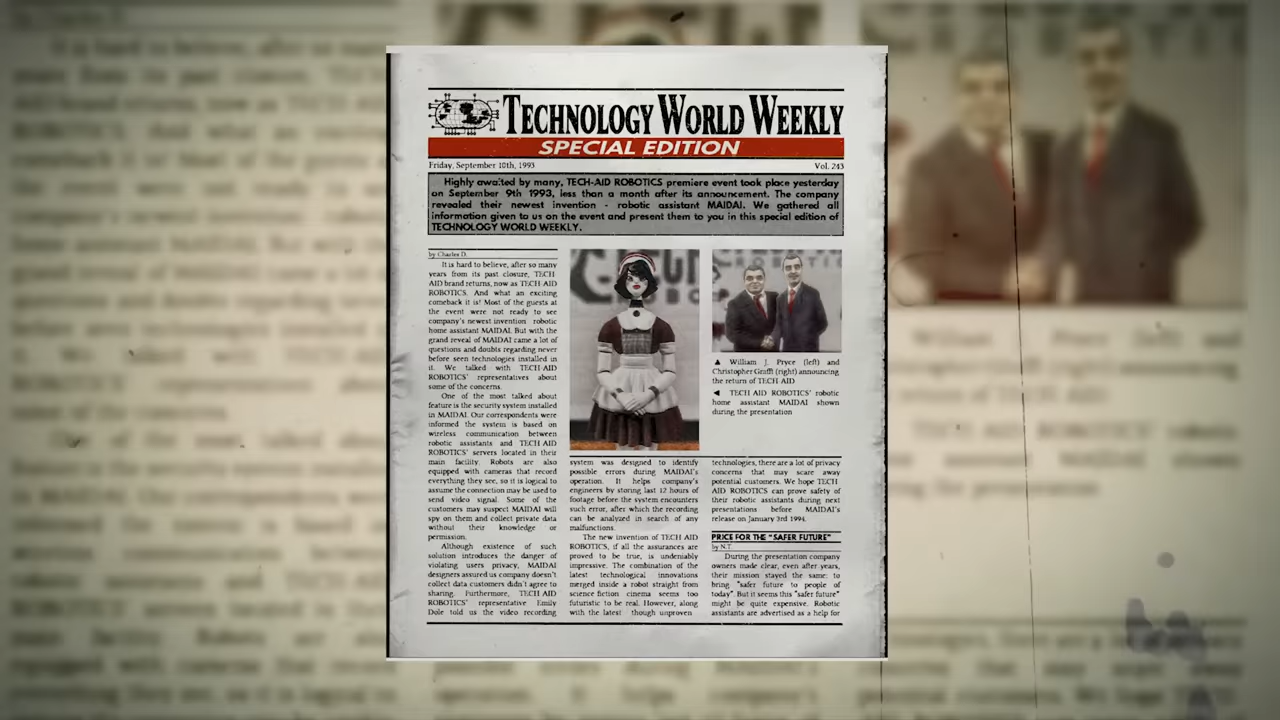 TECHNOLOGY WORLD WEEKLY
SPECIAL EDITION
Friday, September 10th, 1993
Vol. 243
Highly awaited by many, TECH-AID ROBOTICS premiere event took place yesterday
on September 9th 1993, less than a month after its announcement. The company
revealed their newest invention - robotic assistant MAIDAI. We gathered all
information given to us on the event and present them to you in this special edition of
TECHNOLOGY WORLD WEEKLY.
by Charles D.
It is hard to believe, after so many
years from its past closure, TECH-
AID brand returns, now as TECH-AID
ROBOTICS. And what an exciting
comeback it is! Most of the guests at
the event were not ready to see
company's newest invention robotic
home assistant MAIDAI. But with the
grand reveal of MAIDAI came a lot of
questions and doubts regarding never
before seen technologies installed in
it. We talked with TECH-AID
ROBOTICS' representatives about
some of the concerns.
One of the most talked about
feature is the security system installed
in MAIDAI. Our correspondents were
informed the system is based on
wireless communication between
robotic assistants and TECH AID
ROBOTICS' servers located in their
main facility. Robots are also
equipped with cameras that record
everything they see, so it is logical to
assume the connection may be used to
send video signal. Some of the
customers may suspect MAIDAI will
spy on them and collect private data
without their knowledge or
permission.
Although existence of such
solution introduces the danger of
violating users privacy, MAIDAI
designers assured us company doesn't
collect data customers didn't agree to
sharing. Furthermore, TECH AID
ROBOTICS' representative Emily
Dole told us the video recording
▲ William J. Pryce (left) and
Christopher Graffi (right) announcing
the return of TECH-AID
◄ TECH AID ROBOTICS' robotic
home assistant MAIDAI shown
during the presentation
system was designed to identify
possible errors during MAIDAI's
operation. It helps company's
engineers by storing last 12 hours of
footage before the system encounters
such error, after which the recording
can be analyzed in search of any
malfunctions.
The new invention of TECH AID
ROBOTICS, if all the assurances are
proved to be true, is undeniably
impressive. The combination of the
latest technological innovations
merged inside a robot straight from
science fiction cinema seems too
futuristic to be real. However, along
with the latest though unproven
technologies, there are a lot of privacy
concerns that may scare away
potential customers. We hope TECH-
AID ROBOTICS can prove safety of
their robotic assistants during next
presentations before MAIDAI's
release on January 3rd 1994.
PRICE FOR THE "SAFER FUTURE"
by N.T.
During the presentation company
owners made clear, even after years,
their mission stayed the same: to
bring "safer future to people of
today". But it seems this "safer future"
might be quite expensive. Robotic
assistants are advertised as a help for